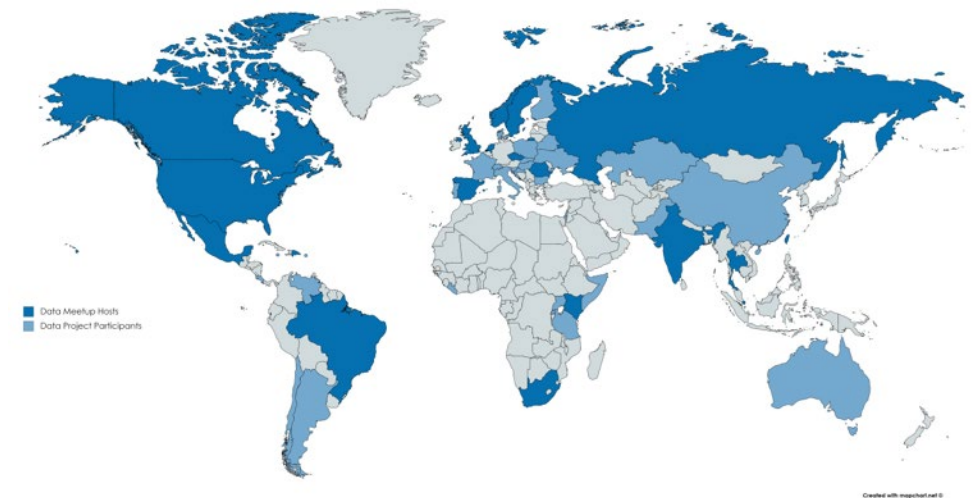 Data Meetup Hosts
Data Project Participants
Created with mapchart.net ©